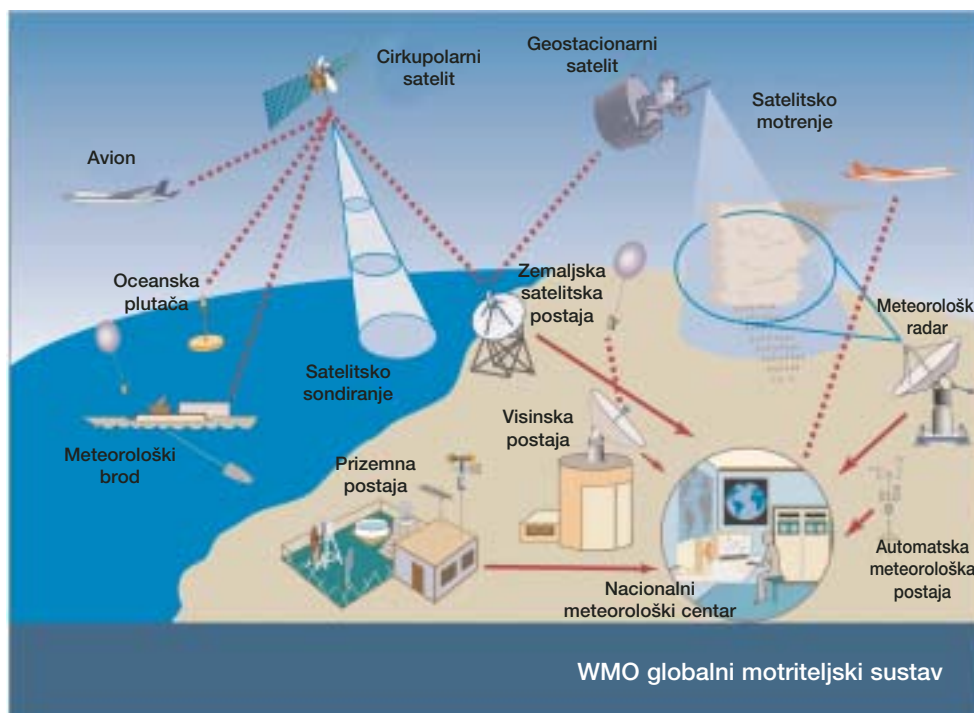 Cirkupolarni
satelit
Geostacionarni
satelit
Satelitsko
motrenje
Avion
Oceanska
plutača
Zemaljska
satelitska
postaja
Meteorološk
radar
Satelitsko
sondiranje
Visinska
postaja
Meteorološki
brod
Prizemna
postaja
Automatska
meteorološka
postaja
Nacionalni
meteorološki centar
WMO globalni motriteljski sustav